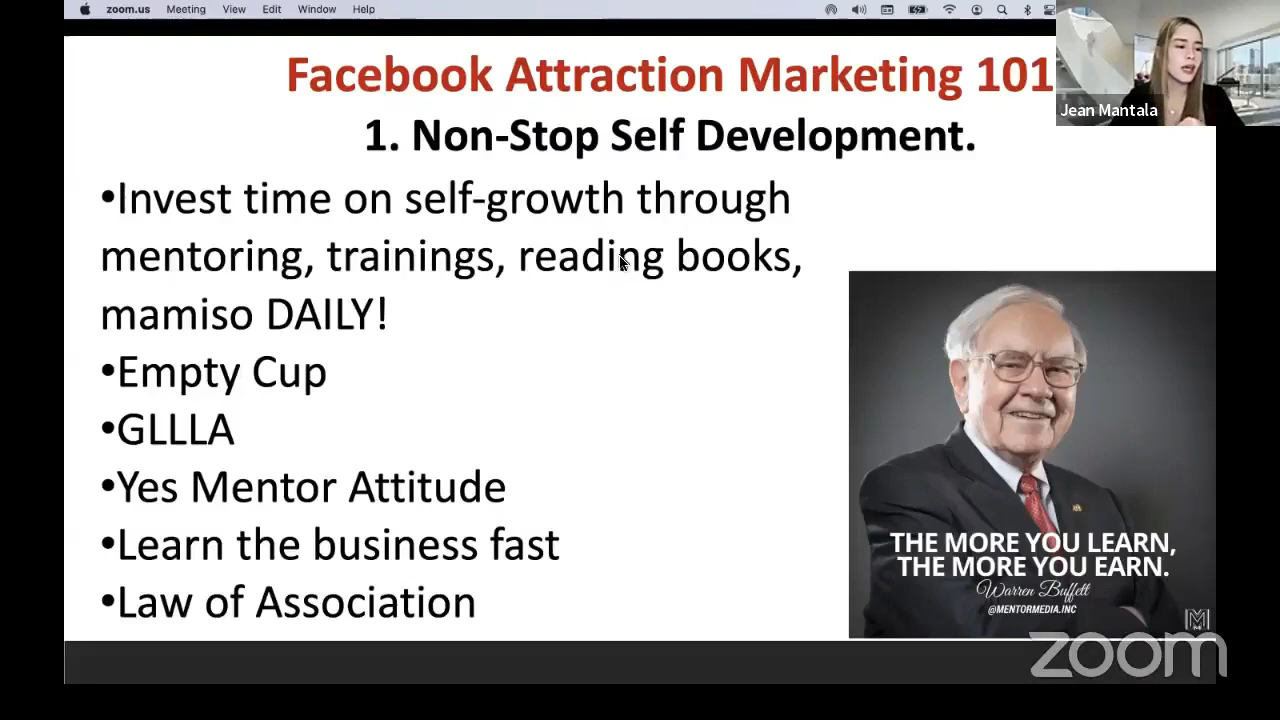 zoom.us Meeting View Edit Window Help
Jean Mantala
Facebook Attraction Marketing 101
1. Non-Stop Self Development.
•Invest time on self-growth through
mentoring, trainings, reading books,
mamiso DAILY!
•Empty Cup
•GLLLA
•Yes Mentor Attitude
•Learn the business fast
•Law of Association
THE MORE YOU LEARN,
THE MORE YOU EARN.
Warren Buffett
@MENTORMEDIA.INC
zoom